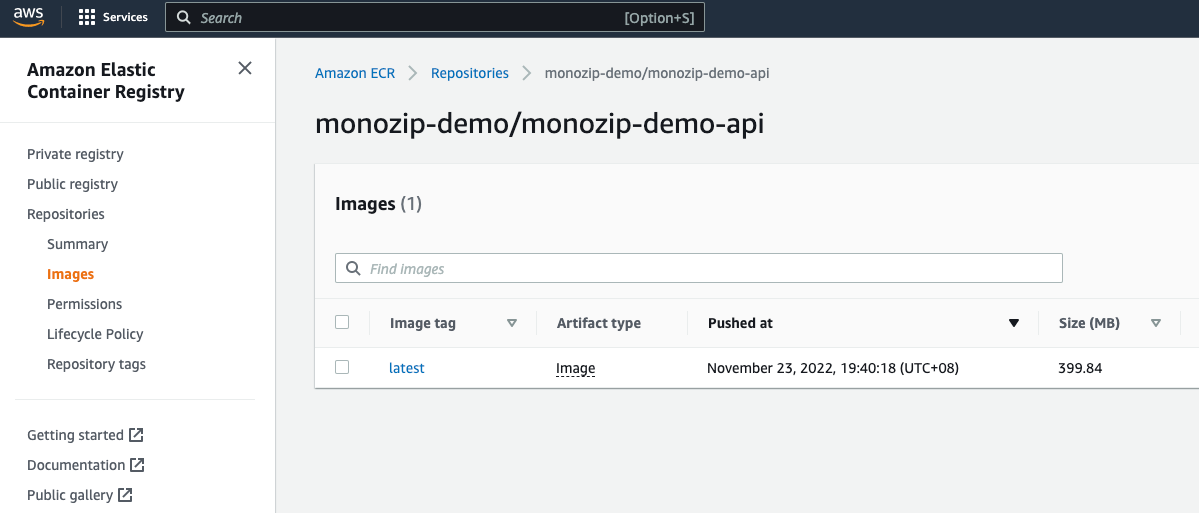 aws Services Search [Option+S]
Amazon Elastic
Container Registry
Private registry
Public registry
Repositories
Summary
Images
Permissions
Lifecycle Policy
Repository tags
Getting started
Documentation
Public gallery
Amazon ECR Repositories monozip-demo/monozip-demo-api
monozip-demo/monozip-demo-api
Images (1)
Find images
Image tag Artifact type Pushed at Size (MB)
latest Image November 23, 2022, 19:40:18 (UTC+08) 399.84